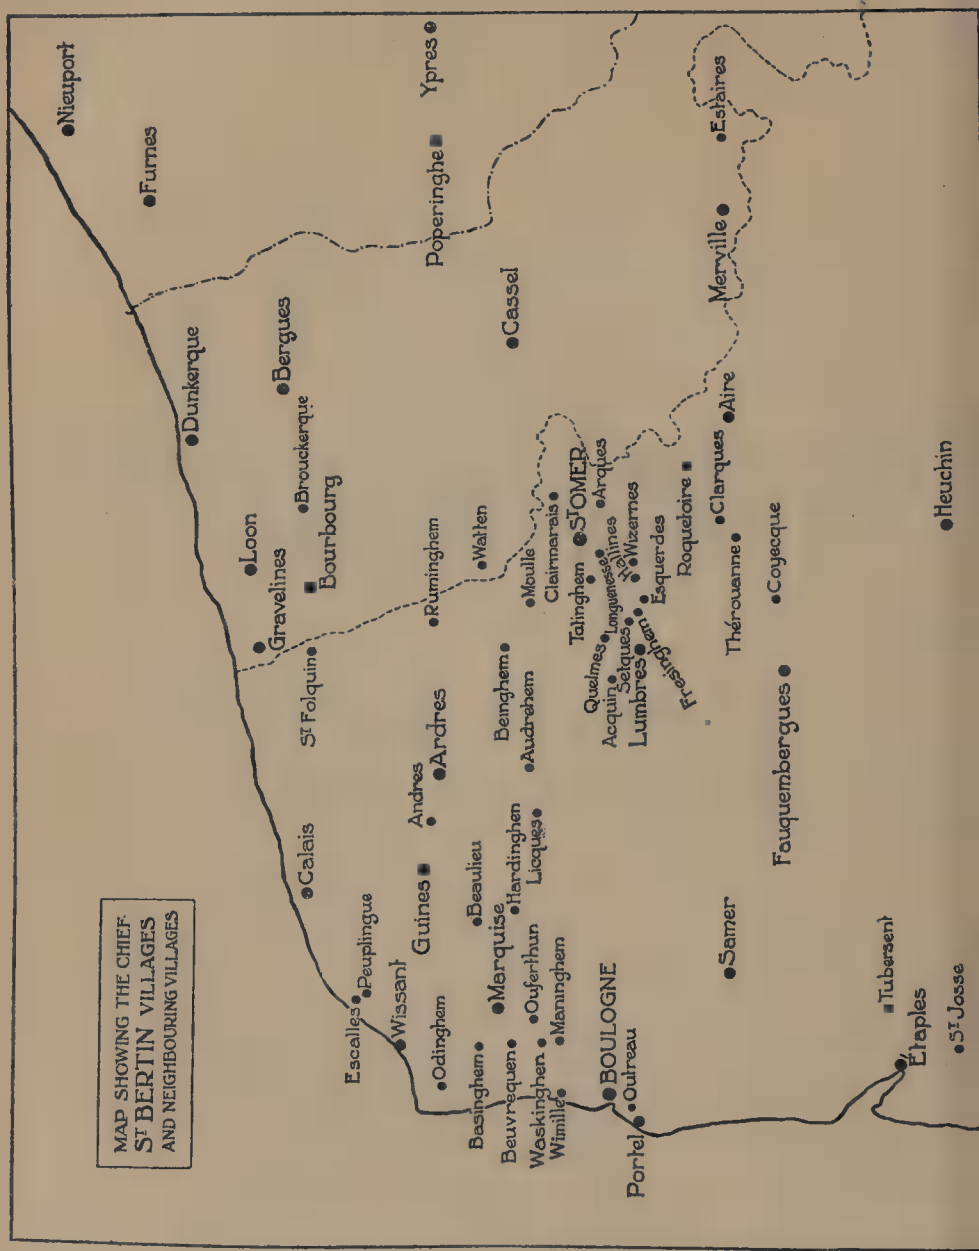 MAP SHOWING THE CHIEF
ST BERTIN VILLAGES
AND NEIGHBOURING VILLAGES
Nieuport
Furnes
Dunkerque
Bergues
Loon
Brouckerque
Gravelines
Bourbourg
St Folquin
Calais
Escalles
Peuplingue
Wissant
Odinghem
Ypres
Poperinghe
Cassel
Ruminghem
Watten
Ardres
Andres
Guines
Moulle
Clairmarais
Beinghem
Audrehem
Beaulieu
Hardinghen
Licques
Marquise
Ouferthun
Maninghem
Basinghem
Beuvrequen
Waskinghen
Wimille
ST OMER
Arques
Tatinghem
Longuenesse
Hallines
Wizernes
Quelmes
Setques
Esquerdes
Acquin
Lumbres
Fresinghem
BOULOGNE
Outreau
Portel
Estaires
Merville
Aire
Clarques
Roquetoire
Thérouanne
Coyecque
Fauquembergues
Samer
Heuchin
Tubersent
Étaples
St Josse